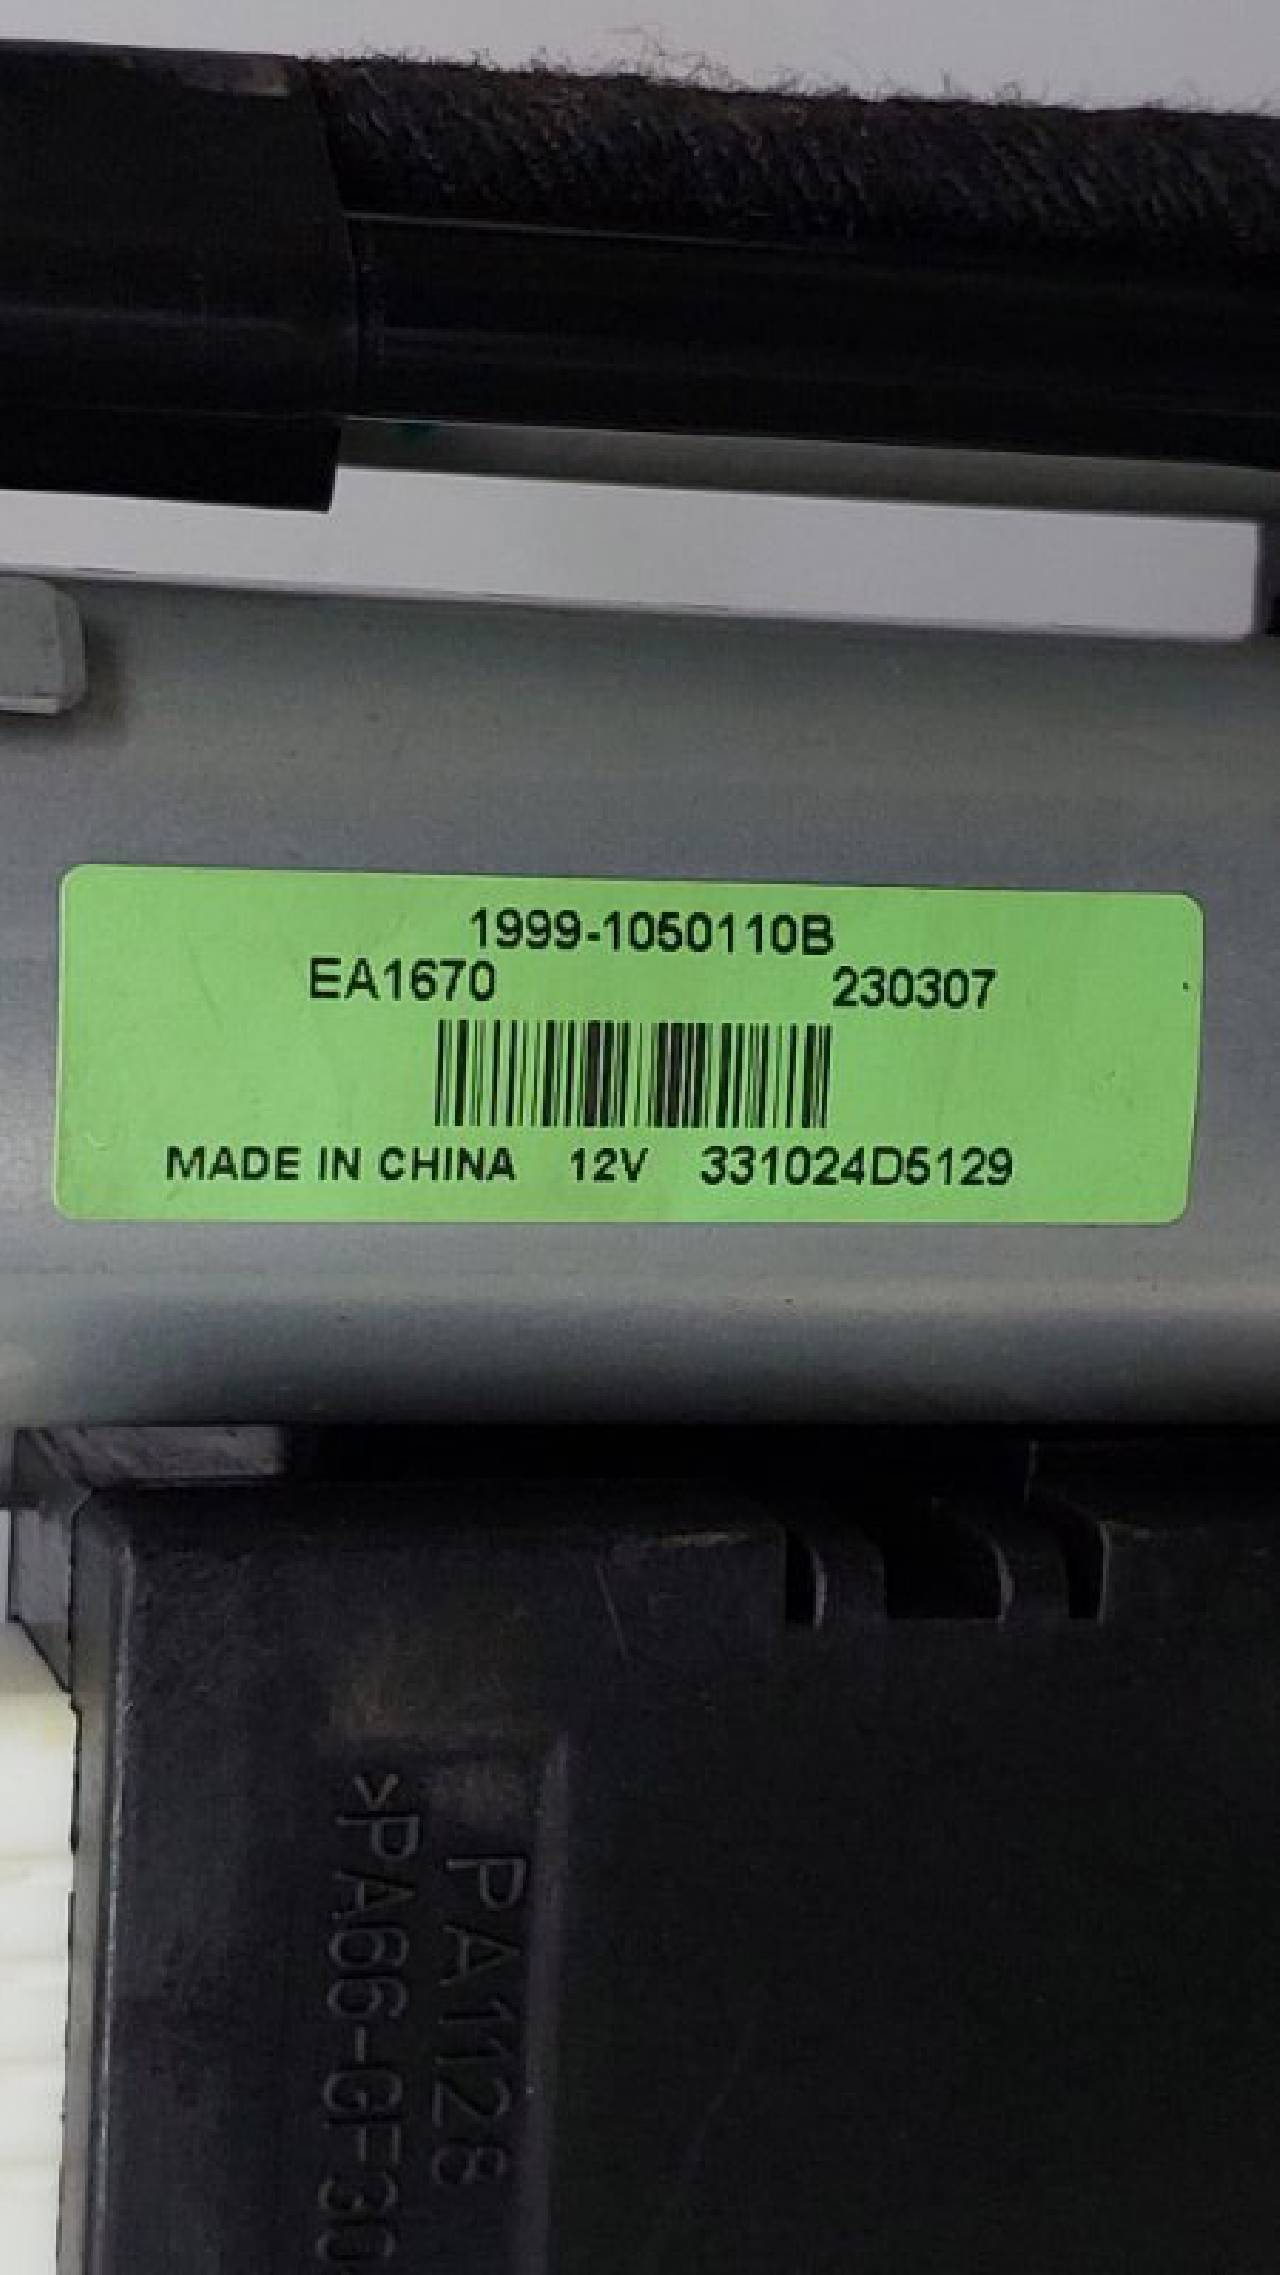 1999-1050110B
EA1670 230307
MADE IN CHINA 12V 331024D5129
>PA66-GF30
PA1128